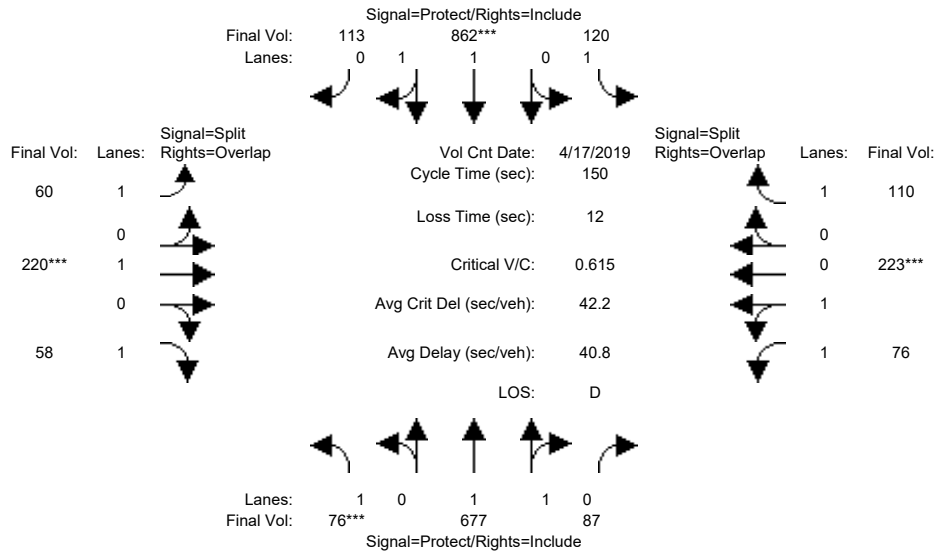 Signal=Protect/Rights=Include
Final Vol: 113 862*** 120
Lanes: 0 1 1 0 1
Signal=Split
Final Vol: Lanes: Rights=Overlap
Vol Cnt Date: 4/17/2019
Signal=Split
Rights=Overlap Lanes: Final Vol:
Cycle Time (sec): 150
60 1
1 110
Loss Time (sec): 12
0
0
220*** 1
Critical V/C: 0.615
0 223***
0
Avg Crit Del (sec/veh): 42.2
1
58 1
Avg Delay (sec/veh): 40.8
1 76
LOS: D
Lanes: 1 0 1 1 0
Final Vol: 76*** 677 87
Signal=Protect/Rights=Include